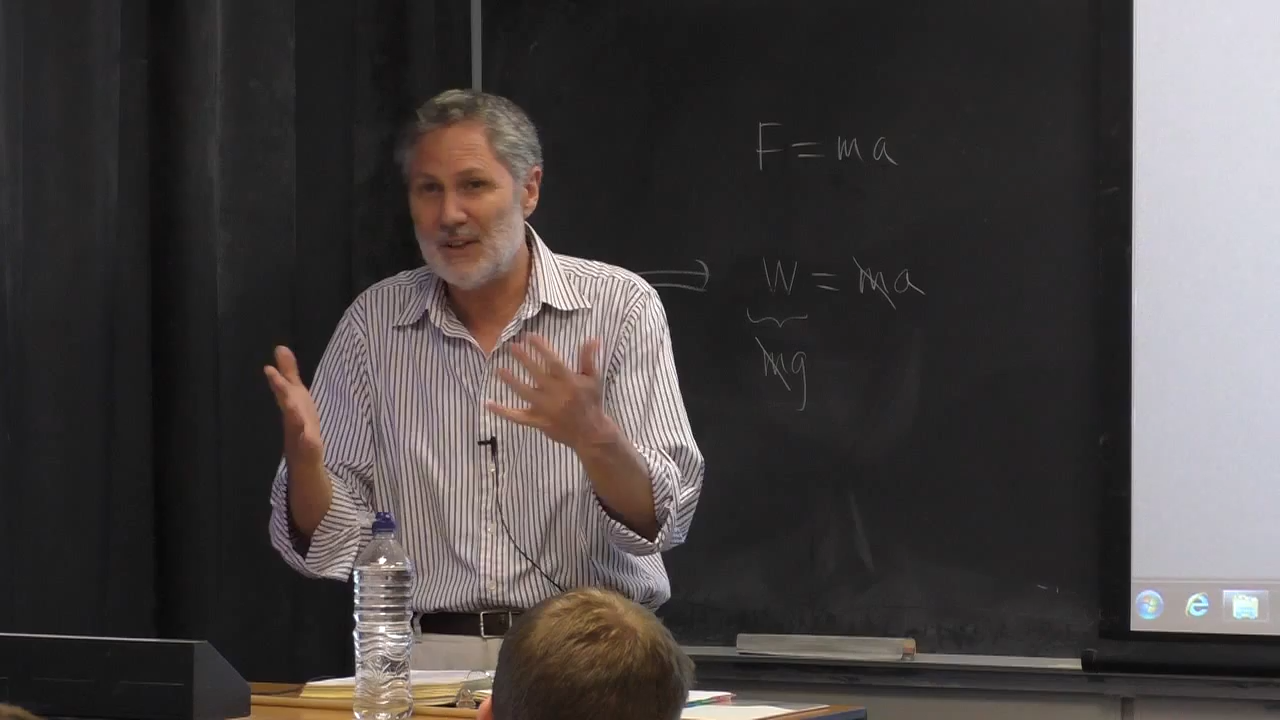 F = ma
⇒ W = ma
mg